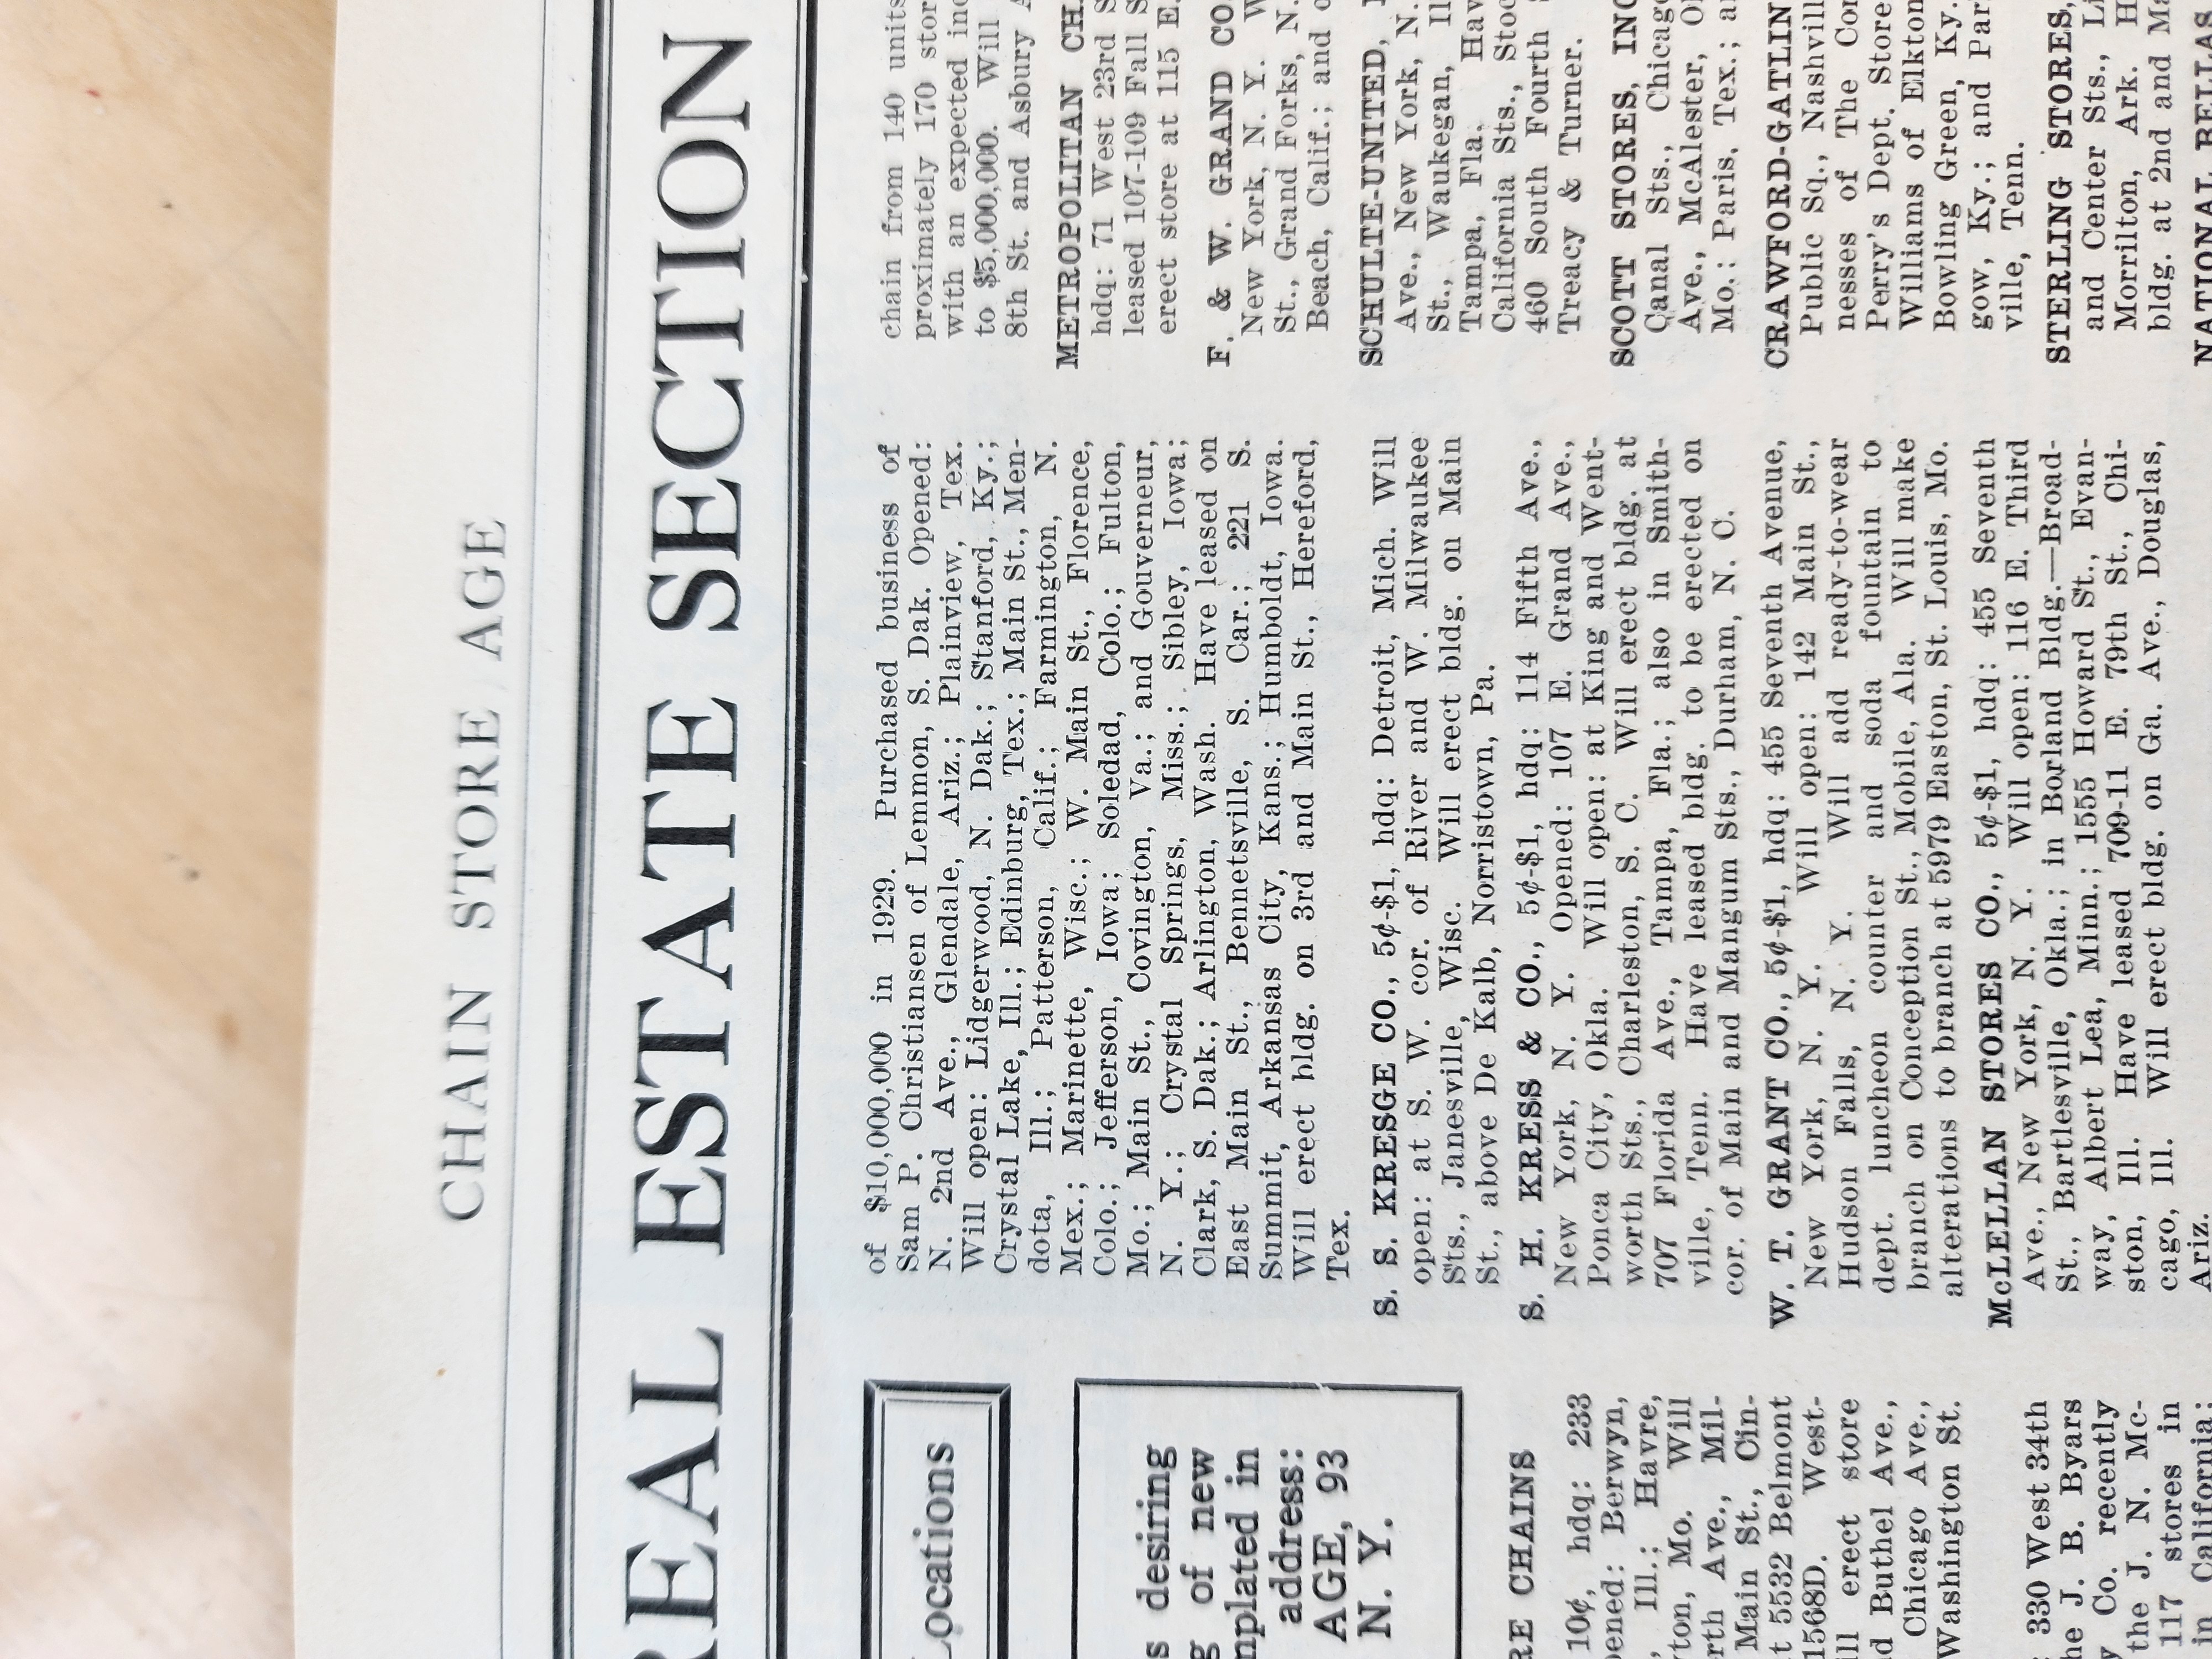 CHAIN STORE AGE
REAL ESTATE SECTION
Locations
desiring
of new
in
address:
AGE, 93
N. Y.
CHAINS
10¢, hdq: 233
Berwyn,
Ill.; Havre,
Mo. Will
Ave., Mil-
Main St., Cin-
5532 Belmont
1568D. West-
erect store
Buthel Ave.,
Chicago Ave.,
Washington St.
330 West 34th
J. B. Byars
Co. recently
the J. N. Mc-
117 stores in
in California;
of $10,000,000 in 1929. Purchased business of
Sam P. Christiansen of Lemmon, S. Dak. Opened:
N. 2nd Ave., Glendale, Ariz.; Plainview, Tex.
Will open: Lidgerwood, N. Dak.; Stanford, Ky.;
Crystal Lake, Ill.; Edinburg, Tex.; Main St., Men-
dota, Ill.; Patterson, Calif.; Farmington, N.
Mex.; Marinette, Wisc.; W. Main St., Florence,
Colo.; Jefferson, Iowa; Soledad, Colo.; Fulton,
Mo.; Main St., Covington, Va.; and Gouverneur,
N. Y.; Crystal Springs, Miss.; Sibley, Iowa;
Clark, S. Dak.; Arlington, Wash. Have leased on
East Main St., Bennetsville, S. Car.; 221 S.
Summit, Arkansas City, Kans.; Humboldt, Iowa.
Will erect bldg. on 3rd and Main St., Hereford,
Tex.
S. S. KRESGE CO., 5¢-$1, hdq: Detroit, Mich. Will
open: at S. W. cor. of River and W. Milwaukee
Sts., Janesville, Wisc. Will erect bldg. on Main
St., above De Kalb, Norristown, Pa.
S. H. KRESS & CO., 5¢-$1, hdq: 114 Fifth Ave.,
New York, N. Y. Opened: 107 E. Grand Ave.,
Ponca City, Okla. Will open: at King and Went-
worth Sts., Charleston, S. C. Will erect bldg. at
707 Florida Ave., Tampa, Fla.; also in Smith-
ville, Tenn. Have leased bldg. to be erected on
cor. of Main and Mangum Sts., Durham, N. C.
W. T. GRANT CO., 5¢-$1, hdq: 455 Seventh Avenue,
New York, N. Y. Will open: 142 Main St.,
Hudson Falls, N. Y. Will add ready-to-wear
dept. luncheon counter and soda fountain to
branch on Conception St., Mobile, Ala. Will make
alterations to branch at 5979 Easton, St. Louis, Mo.
McLELLAN STORES CO., 5¢-$1, hdq: 455 Seventh
Ave., New York, N. Y. Will open: 116 E. Third
St., Bartlesville, Okla.; in Borland Bldg.—Broad-
way, Albert Lea, Minn.; 1555 Howard St., Evan-
ston, Ill. Have leased 709-11 E. 79th St., Chi-
cago, Ill. Will erect bldg. on Ga. Ave., Douglas,
Ariz.
chain from 140 units
proximately 170
with an expected
to $5,000,000. Will
8th St. and Asbury
METROPOLITAN
hdq: 71 West 23rd
leased 107-109 Fall
erect store at 115 E.
F. & W. GRAND CO.
New York, N. Y.
St., Grand Forks, N.
Beach, Calif.; and
SCHULTE-UNITED,
Ave., New York, N.
St., Waukegan,
Tampa, Fla.
California Sts.,
460 South Fourth
Treacy & Turner.
SCOTT STORES, INC
Canal Sts., Chicago
Ave., McAlester,
Mo.; Paris, Tex.;
CRAWFORD-GATLIN
Public Sq.,
nesses of The
Perry's Dept. Store
Williams of Elkton
Bowling Green, Ky.
gow, Ky.; and
ville, Tenn.
STERLING STORES,
and Center Sts.,
Morrilton, Ark.
bldg. at 2nd and
NATIONAL BELLAS